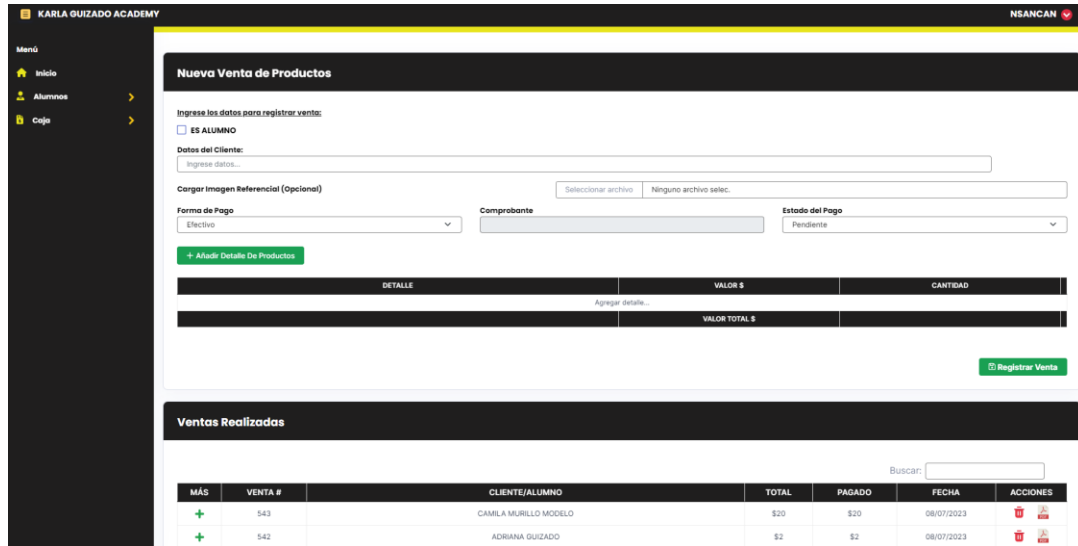 KARLA GUIZADO ACADEMY
NSANCAN
Menú
Inicio
Alumnos
Caja
Nueva Venta de Productos
Ingrese los datos para registrar venta:
ES ALUMNO
Datos del Cliente:
Ingrese datos...
Cargar Imagen Referencial (Opcional)
Seleccionar archivo Ninguno archivo selec.
Forma de Pago Comprobante Estado del Pago
Efectivo Pendiente
+ Añadir Detalle De Productos
DETALLE VALOR $ CANTIDAD
Agregar detalle...
VALOR TOTAL $
Registrar Venta
Ventas Realizadas
Buscar:
MÁS VENTA # CLIENTE/ALUMNO TOTAL PAGADO FECHA ACCIONES
543 CAMILA MURILLO MODELO $20 $20 08/07/2023
542 ADRIANA GUIZADO $2 $2 08/07/2023